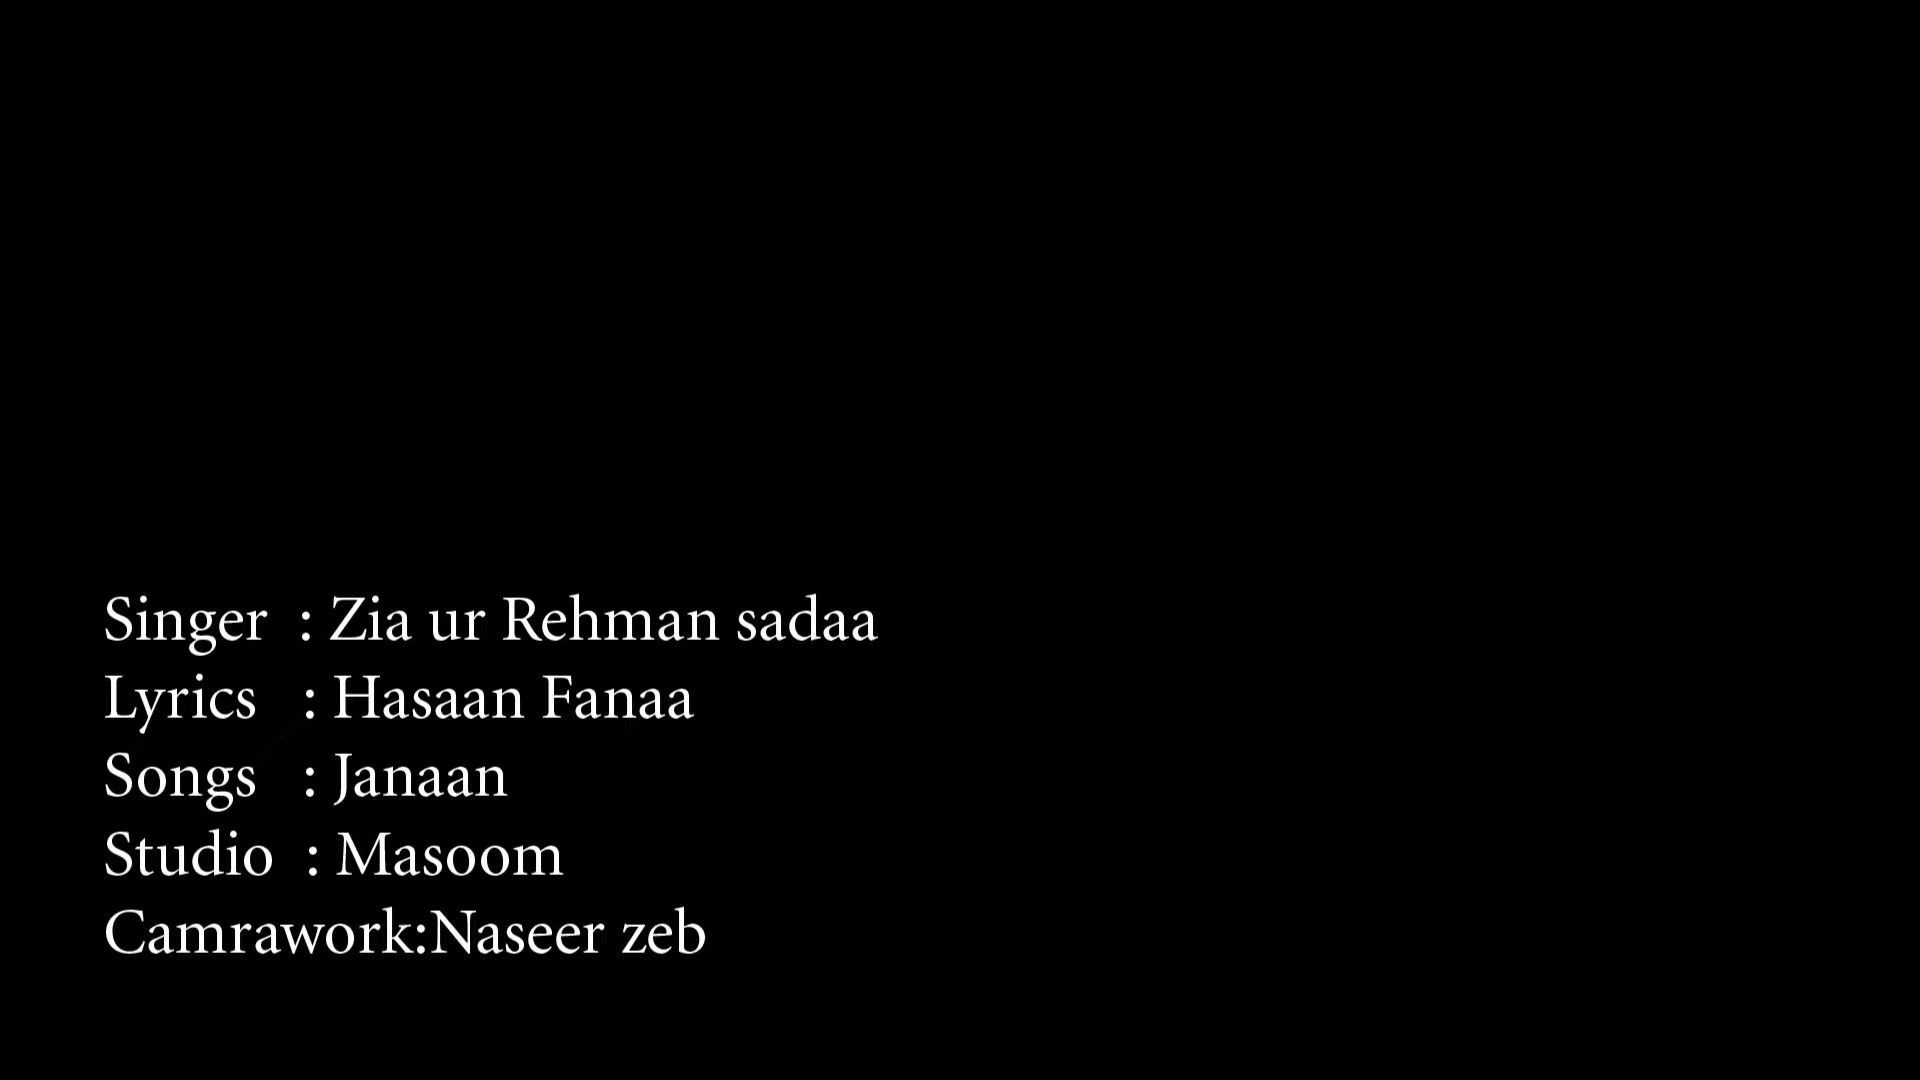 Singer : Zia ur Rehman sadaa
Lyrics : Hasaan Fanaa
Songs : Janaan
Studio : Masoom
Camrawork:Naseer zeb